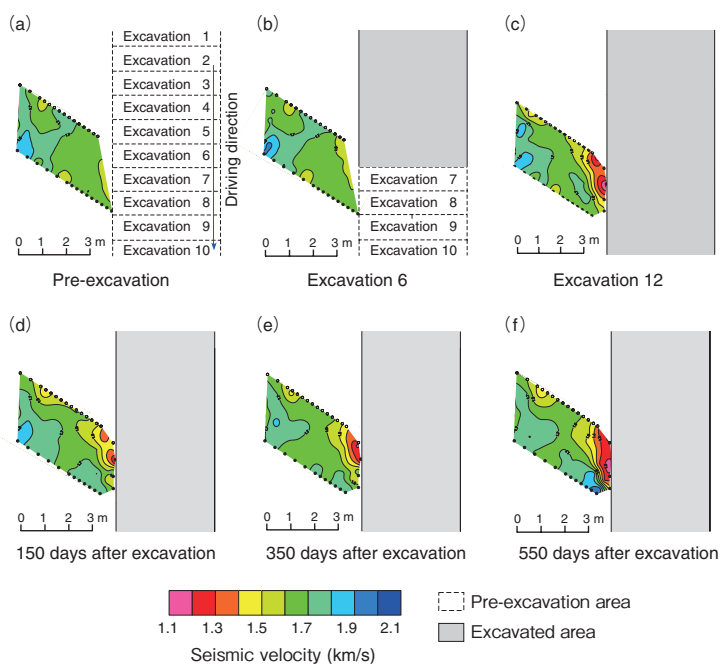 (a)
Excavation 1
Excavation 2
Excavation 3
Excavation 4
Excavation 5
Excavation 6
Excavation 7
Excavation 8
Excavation 9
Excavation 10
Driving direction
0 1 2 3 m
Pre-excavation
(b)
Excavation 7
Excavation 8
Excavation 9
Excavation 10
0 1 2 3 m
Excavation 6
(c)
0 1 2 3 m
Excavation 12
(d)
0 1 2 3 m
150 days after excavation
(e)
0 1 2 3 m
350 days after excavation
(f)
0 1 2 3 m
550 days after excavation
1.1 1.3 1.5 1.7 1.9 2.1
Seismic velocity (km/s)
Pre-excavation area
Excavated area